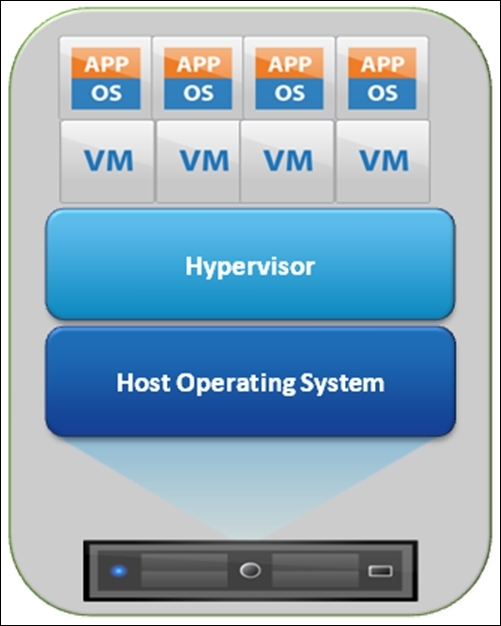 APP APP APP APP
OS OS OS OS
VM VM VM VM
Hypervisor
Host Operating System